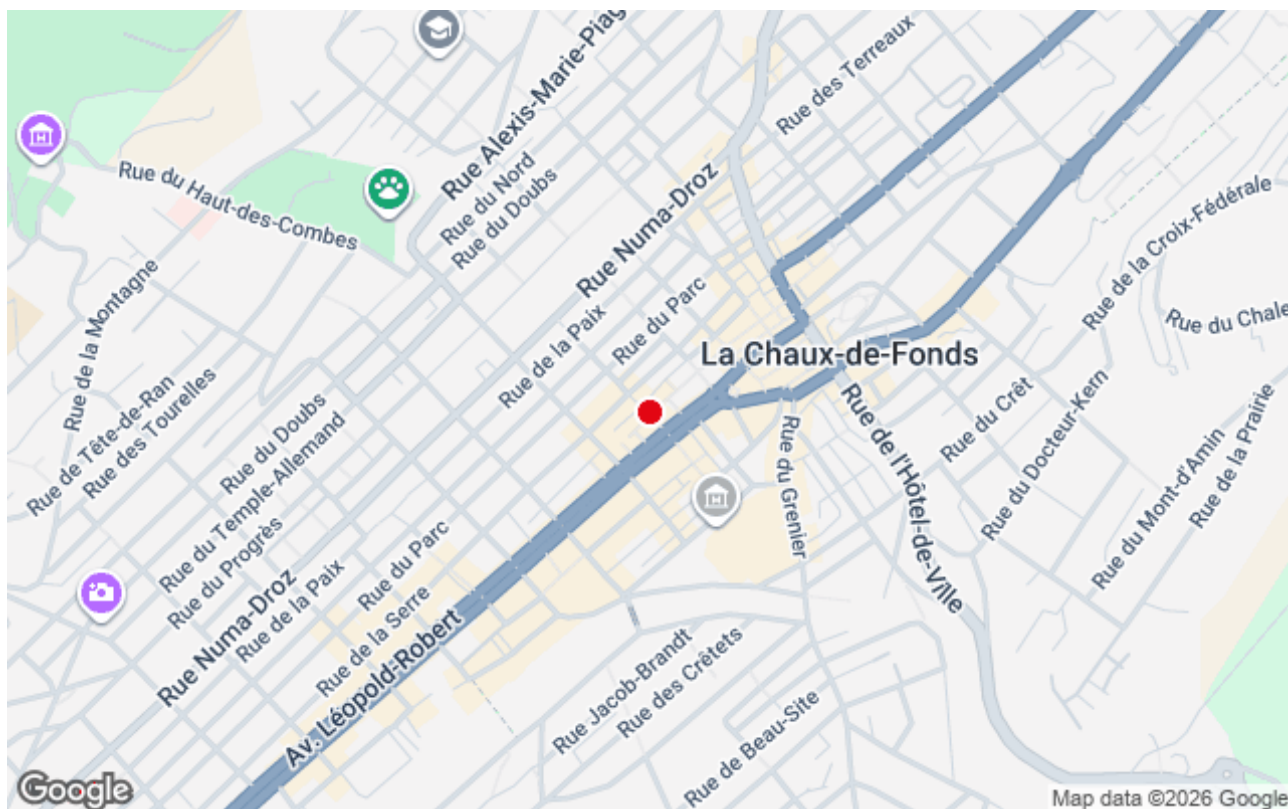 Rue Alexis-Marie-Piag
Rue des Terreaux
Rue du Haut-des-Combes
Rue du Nord
Rue du Doubs
Rue Numa-Droz
Rue de la Croix-Fédérale
Rue de la Montagne
Rue du Parc
Rue de la Paix
Rue du Chale
La Chaux-de-Fonds
Rue de Tête-de-Ran
Rue des Tourelles
Rue du Doubs
Rue du Temple-Allemand
Rue du Progrès
Rue Numa-Droz
Rue de la Paix
Rue du Parc
Rue de la Serre
Av. Léopold-Robert
Rue du Grenier
Rue de l'Hôtel-de-Ville
Rue du Crêt
Rue du Docteur-Kern
Rue du Mont-d'Amin
Rue de la Prairie
Rue Jacob-Brandt
Rue des Crêtets
Rue de Beau-Site
Google
Map data ©2026 Google